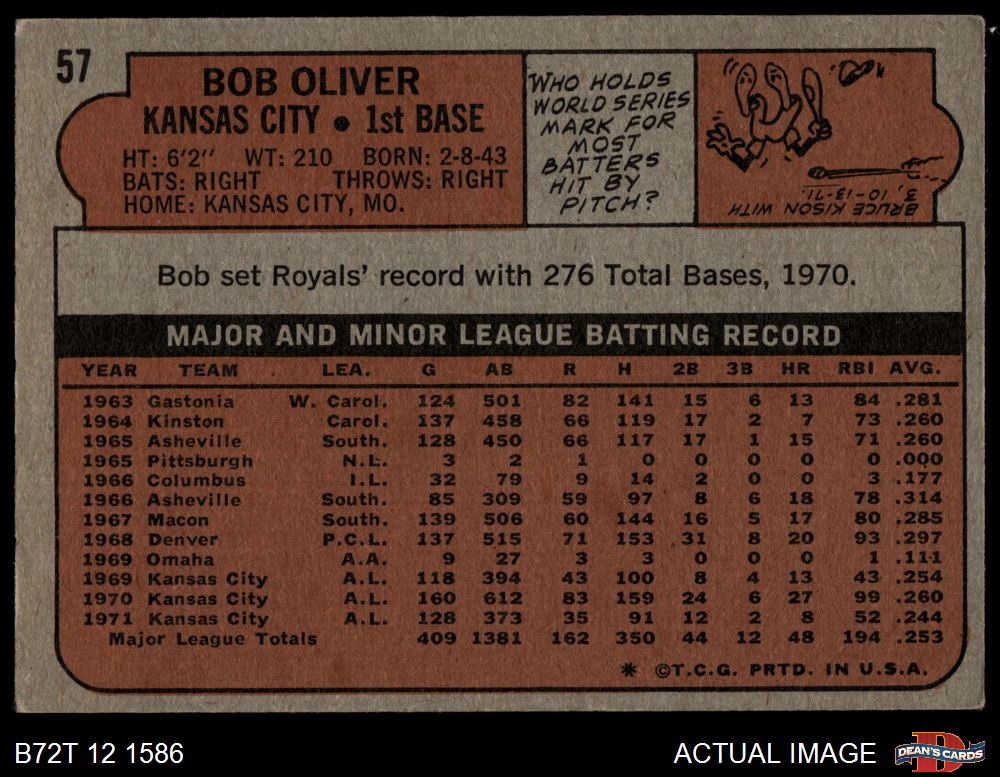 57
BOB OLIVER
KANSAS CITY • 1st BASE
HT: 6'2" WT: 210 BORN: 2-8-43
BATS: RIGHT THROWS: RIGHT
HOME: KANSAS CITY, MO.
WHO HOLDS
WORLD SERIES
MARK FOR
MOST
BATTERS
HIT BY
PITCH?
BRUCE KISON WITH
3, 10-13-71.
Bob set Royals' record with 276 Total Bases, 1970.
MAJOR AND MINOR LEAGUE BATTING RECORD
YEAR TEAM LEA. G AB R H 2B 3B HR RBI AVG.
1963 Gastonia W. Carol. 124 501 82 141 15 6 13 84 .281
1964 Kinston Carol. 137 458 66 119 17 2 7 73 .260
1965 Asheville South. 128 450 66 117 17 1 15 71 .260
1965 Pittsburgh N.L. 3 2 1 0 0 0 0 0 .000
1966 Columbus I.L. 32 79 9 14 2 0 0 3 .177
1966 Asheville South. 85 309 59 97 8 6 18 78 .314
1967 Macon South. 139 506 60 144 16 5 17 80 .285
1968 Denver P.C.L. 137 515 71 153 31 8 20 93 .297
1969 Omaha A.A. 9 27 3 3 0 0 0 1 .111
1969 Kansas City A.L. 118 394 43 100 8 4 13 43 .254
1970 Kansas City A.L. 160 612 83 159 24 6 27 99 .260
1971 Kansas City A.L. 128 373 35 91 12 2 8 52 .244
Major League Totals 409 1381 162 350 44 12 48 194 .253
* ©T.C.G. PRTD. IN U.S.A.
B72T 12 1586
ACTUAL IMAGE
D
DEAN'S CARDS